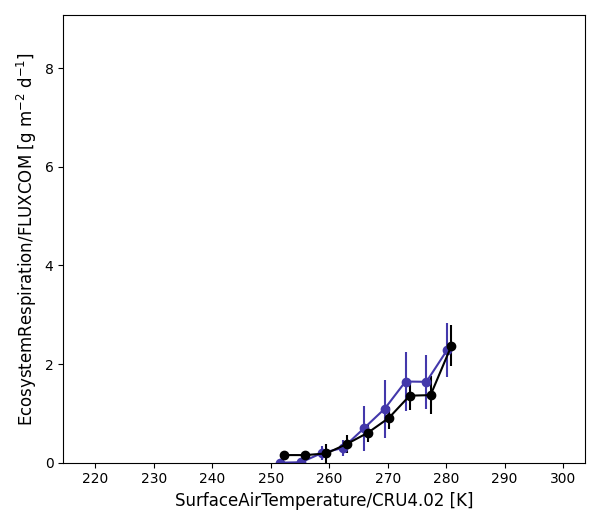 EcosystemRespiration/FLUXCOM [g m⁻² d⁻¹]
8
6
4
2
0
220 230 240 250 260 270 280 290 300
SurfaceAirTemperature/CRU4.02 [K]